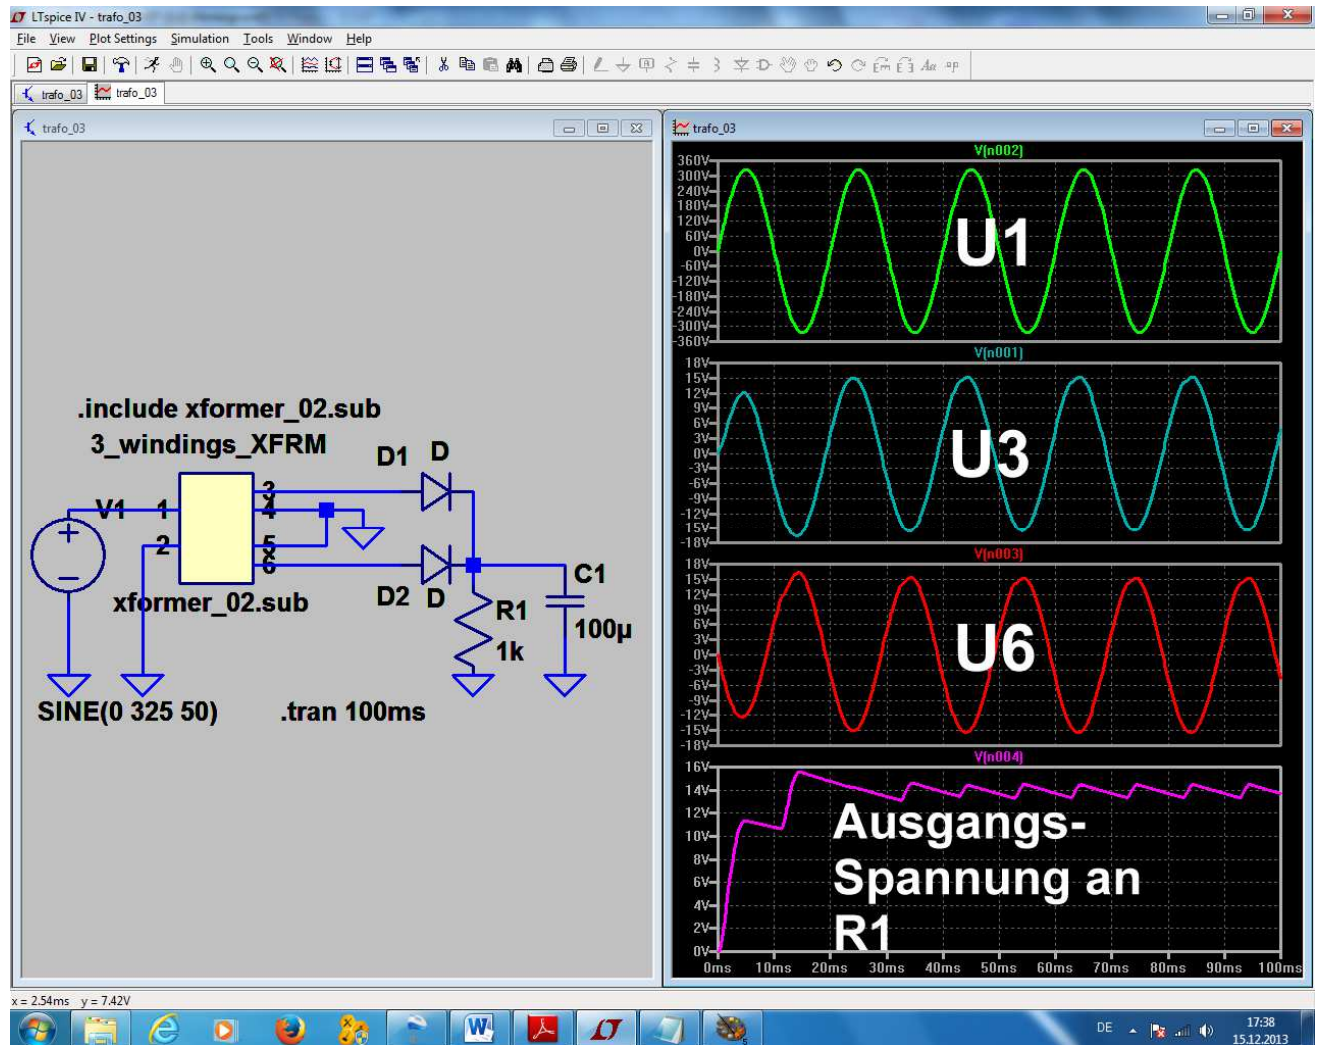 LTspice IV - trafo_03
File View Plot Settings Simulation Tools Window Help
trafo_03 trafo_03
trafo_03
.include xformer_02.sub
3_windings_XFRM
D1 D
V1 1 3
4
2 5
6
xformer_02.sub
D2 D
R1
1k
C1
100µ
SINE(0 325 50) .tran 100ms
trafo_03
V(n002)
360V
300V
240V
180V
120V
60V
0V
-60V
-120V
-180V
-240V
-300V
-360V
U1
V(n001)
18V
15V
12V
9V
6V
3V
0V
-3V
-6V
-9V
-12V
-15V
-18V
U3
V(n003)
18V
15V
12V
9V
6V
3V
0V
-3V
-6V
-9V
-12V
-15V
-18V
U6
V(n004)
16V
14V
12V
10V
8V
6V
4V
2V
0V
Ausgangs-
Spannung an
R1
0ms 10ms 20ms 30ms 40ms 50ms 60ms 70ms 80ms 90ms 100ms
x = 2.54ms y = 7.42V
DE
17:38
15.12.2013